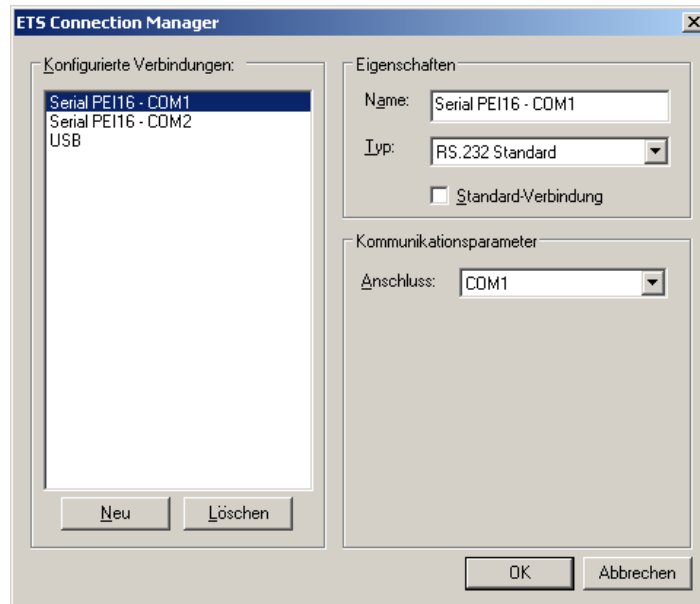 ETS Connection Manager
Konfigurierte Verbindungen:
Serial PEI16 - COM1
Serial PEI16 - COM2
USB
Neu
Löschen
Eigenschaften
Name: Serial PEI16 - COM1
Typ: RS.232 Standard
Standard-Verbindung
Kommunikationsparameter
Anschluss: COM1
OK
Abbrechen